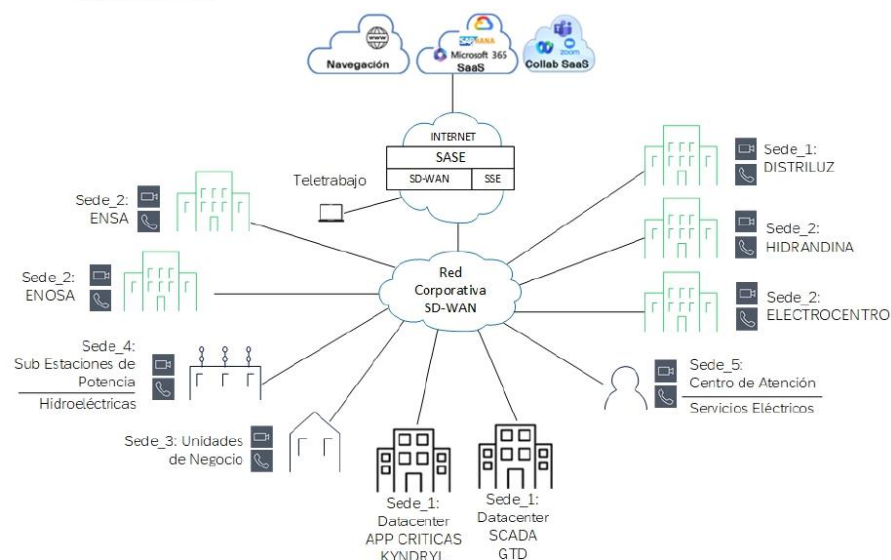 www
Navegación
SAP HANA
Microsoft 365
SaaS
zoom
Collab SaaS
INTERNET
SASE
SD-WAN
SSE
Teletrabajo
Sede_1:
DISTRILUZ
Sede_2:
ENSA
Sede_2:
HIDRANDINA
Sede_2:
ENOSA
Red
Corporativa
SD-WAN
Sede_2:
ELECTROCENTRO
Sede_4:
Sub Estaciones de
Potencia
Hidroeléctricas
Sede_5:
Centro de Atención
Servicios Eléctricos
Sede_3: Unidades
de Negocio
Sede_1:
Datacenter
APP CRITICAS
KYNDRYL
Sede_1:
Datacenter
SCADA
GTD